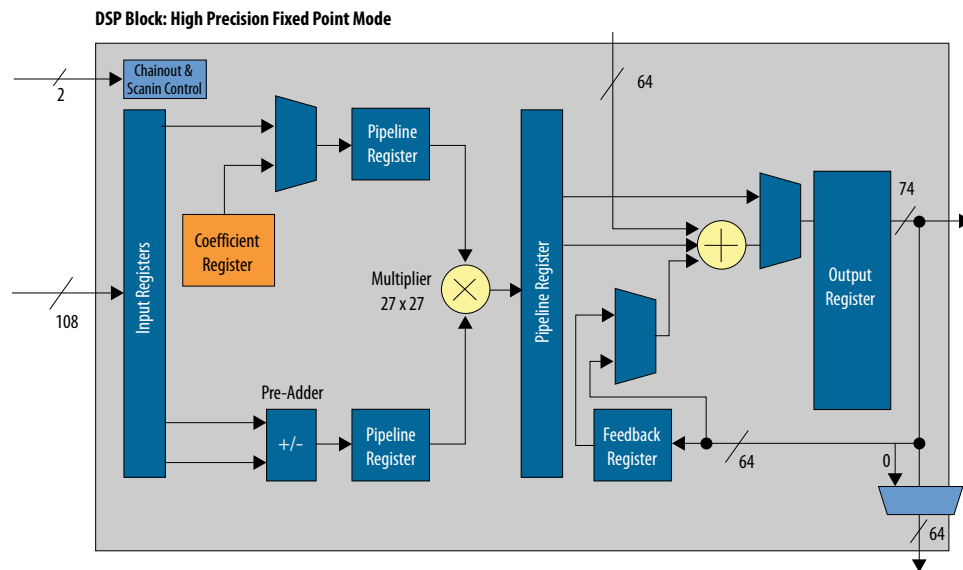 DSP Block: High Precision Fixed Point Mode
Chainout &
Scanin Control
2
64
Input Registers
108
Pipeline
Register
Coefficient
Register
Multiplier
27 x 27
Pre-Adder
+/-
Pipeline
Register
Pipeline Register
Feedback
Register
64
Output
Register
74
0
64